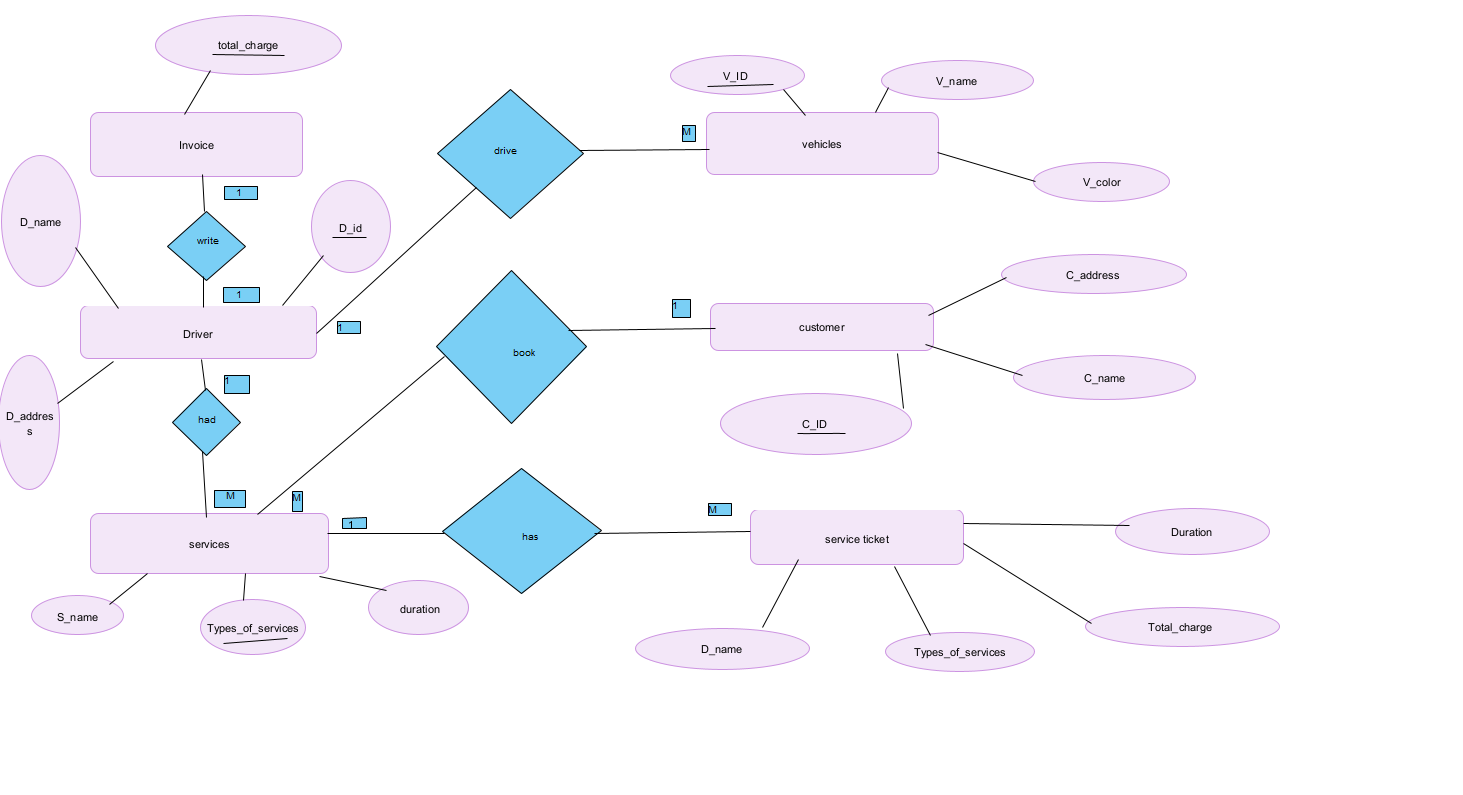 total_charge
V_ID
V_name
M
Invoice
drive
vehicles
V_color
1
D_name
D_id
write
C_address
1
1
1
Driver
customer
book
C_name
1
D_addres
s
had
C_ID
M
M
1
M
services
has
service ticket
Duration
S_name
Types_of_services
duration
D_name
Types_of_services
Total_charge